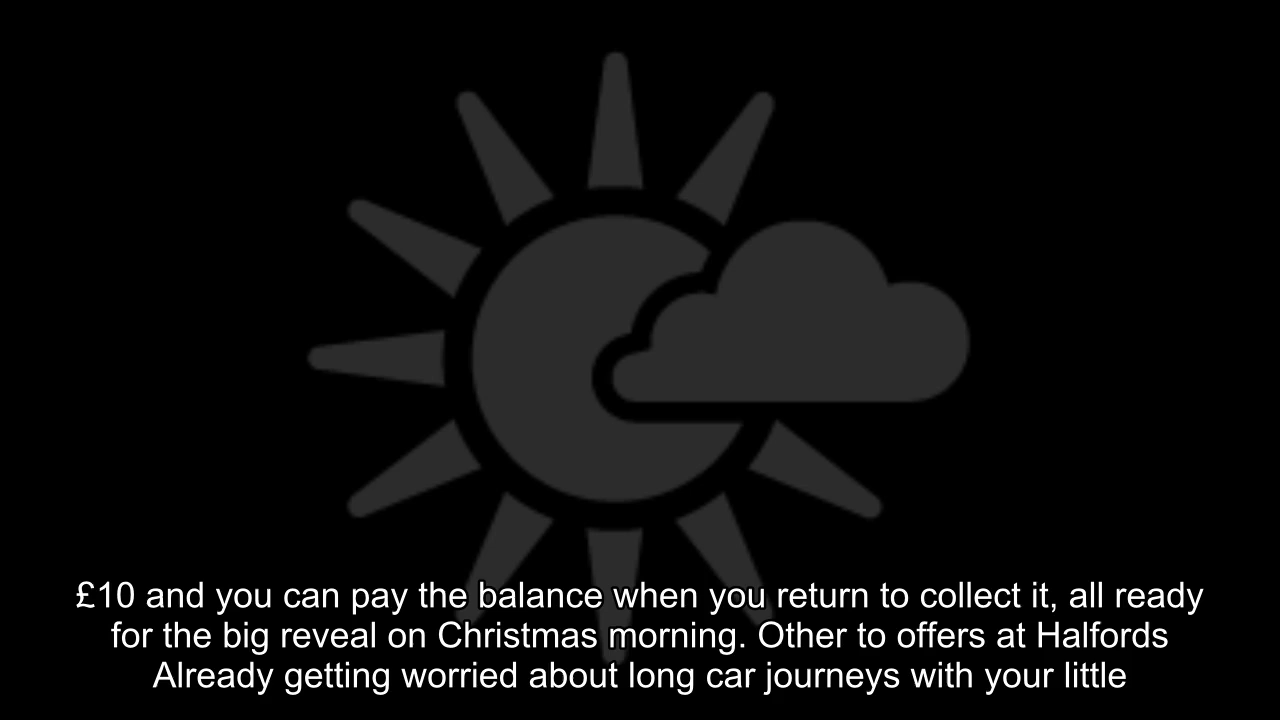 £10 and you can pay the balance when you return to collect it, all ready
for the big reveal on Christmas morning. Other to offers at Halfords
Already getting worried about long car journeys with your little